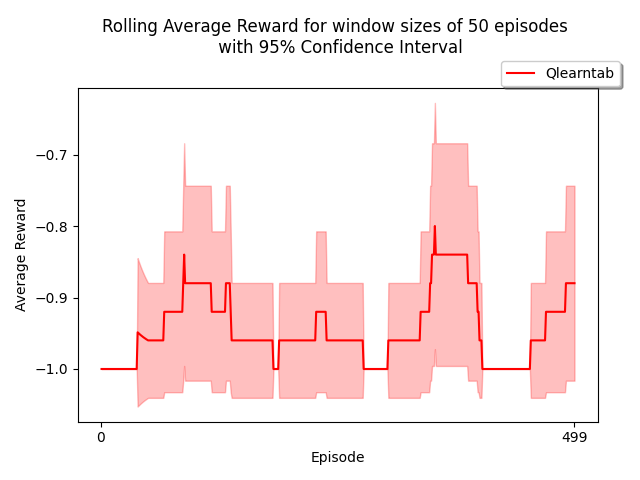 Rolling Average Reward for window sizes of 50 episodes
with 95% Confidence Interval
Qlearntab
−0.7
−0.8
−0.9
−1.0
Average Reward
0
499
Episode